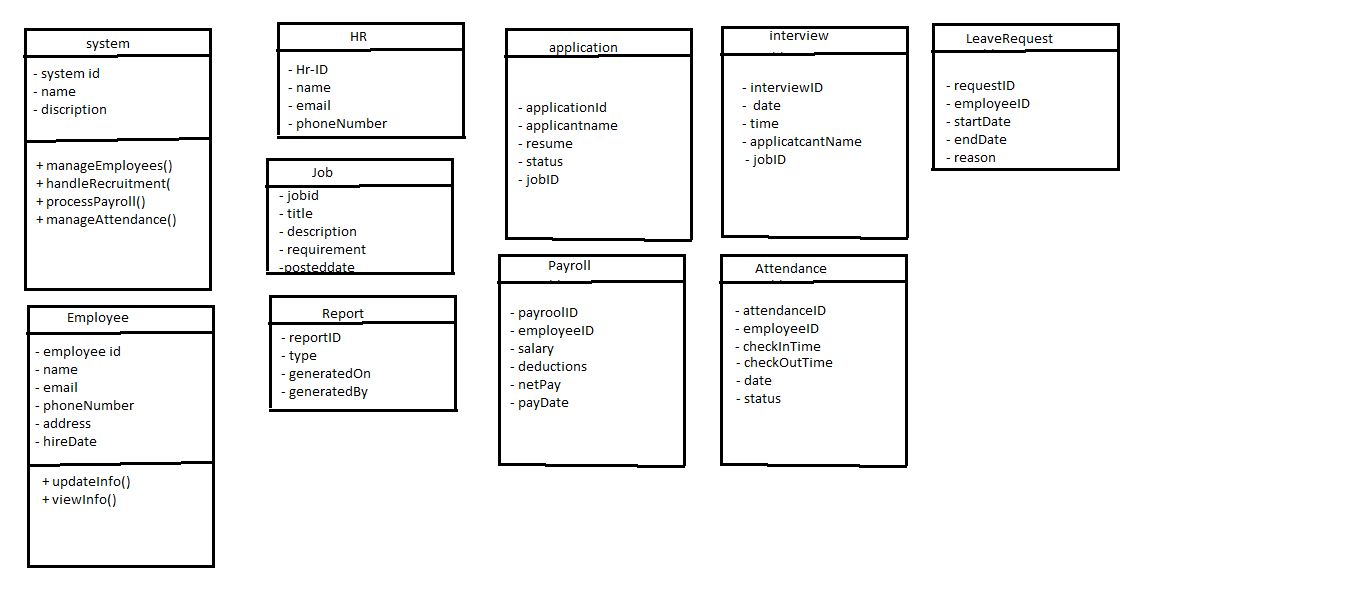 system
- system id
- name
- discription
+ manageEmployees()
+ handleRecruitment(
+ processPayroll()
+ manageAttendance()
HR
- Hr-ID
- name
- email
- phoneNumber
application
- applicationId
- applicantname
- resume
- status
- jobID
interview
- interviewID
- date
- time
- applicatcantName
- jobID
LeaveRequest
- requestID
- employeeID
- startDate
- endDate
- reason
Job
- jobid
- title
- description
- requirement
-posteddate
Employee
- employee id
- name
- email
- phoneNumber
- address
- hireDate
+ updateInfo()
+ viewInfo()
Report
- reportID
- type
- generatedOn
- generatedBy
Payroll
- payroolID
- employeeID
- salary
- deductions
- netPay
- payDate
Attendance
- attendanceID
- employeeID
- checkInTime
- checkOutTime
- date
- status